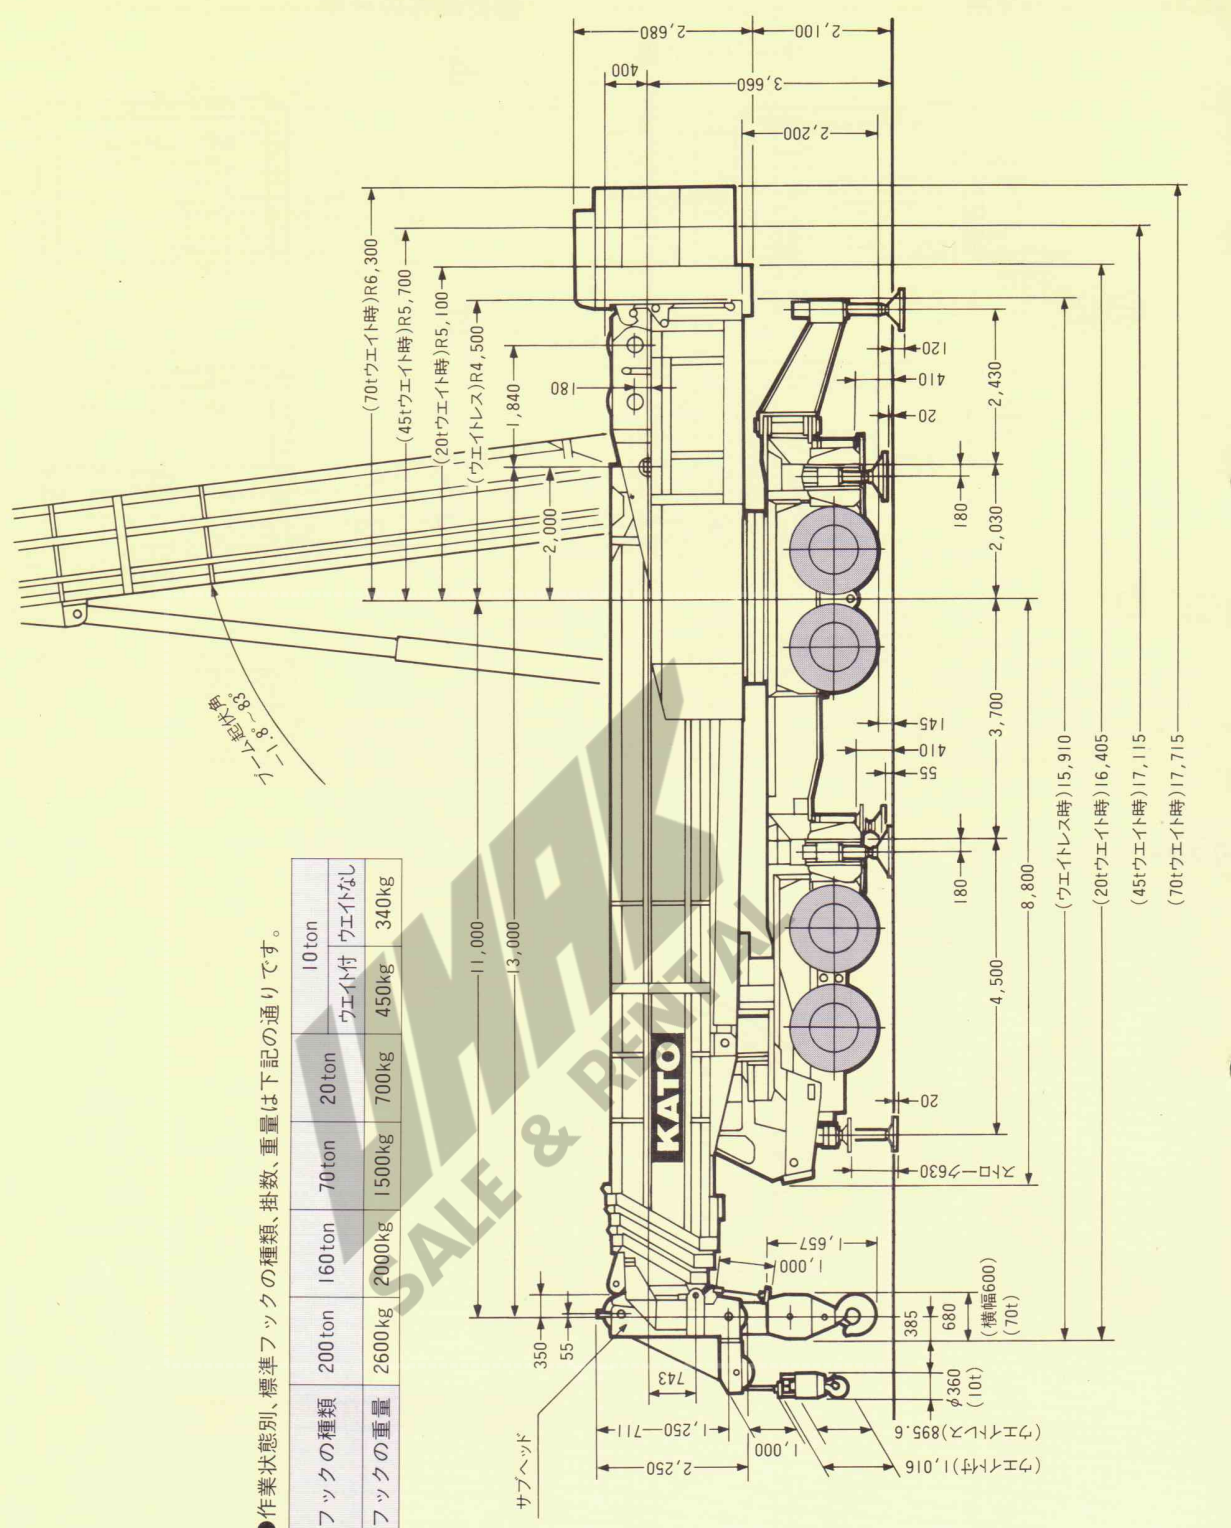 ●作業状態別、標準フックの種類、掛数、重量は下記の通りです。
フックの種類 200ton 160ton 70ton 20ton 10ton
ウエイト付 ウエイトなし
フックの重量 2600kg 2000kg 1500kg 700kg 450kg 340kg
ブーム起伏角
-1.8°~83°
(70tウエイト時)R6,300
(45tウエイト時)R5,700
(20tウエイト時)R5,100
(ウエイトレス)R4,500
1,840
180
2,000
11,000
13,000
2,680
2,100
400
3,660
2,200
120
410
20
2,430
180
2,030
145
410
55
3,700
180
8,800
4,500
20
ストローク630
(ウエイトレス時)15,910
(20tウエイト時)16,405
(45tウエイト時)17,115
(70tウエイト時)17,715
KATO
LMAK
SALE & RENTAL
350
55
サブヘッド
743
1,250-711
2,250
1,000
1,657
1,000
385
680
(横幅600)
(70t)
φ360
(10t)
(ウエイトレス)895.6
(ウエイト付)1,016